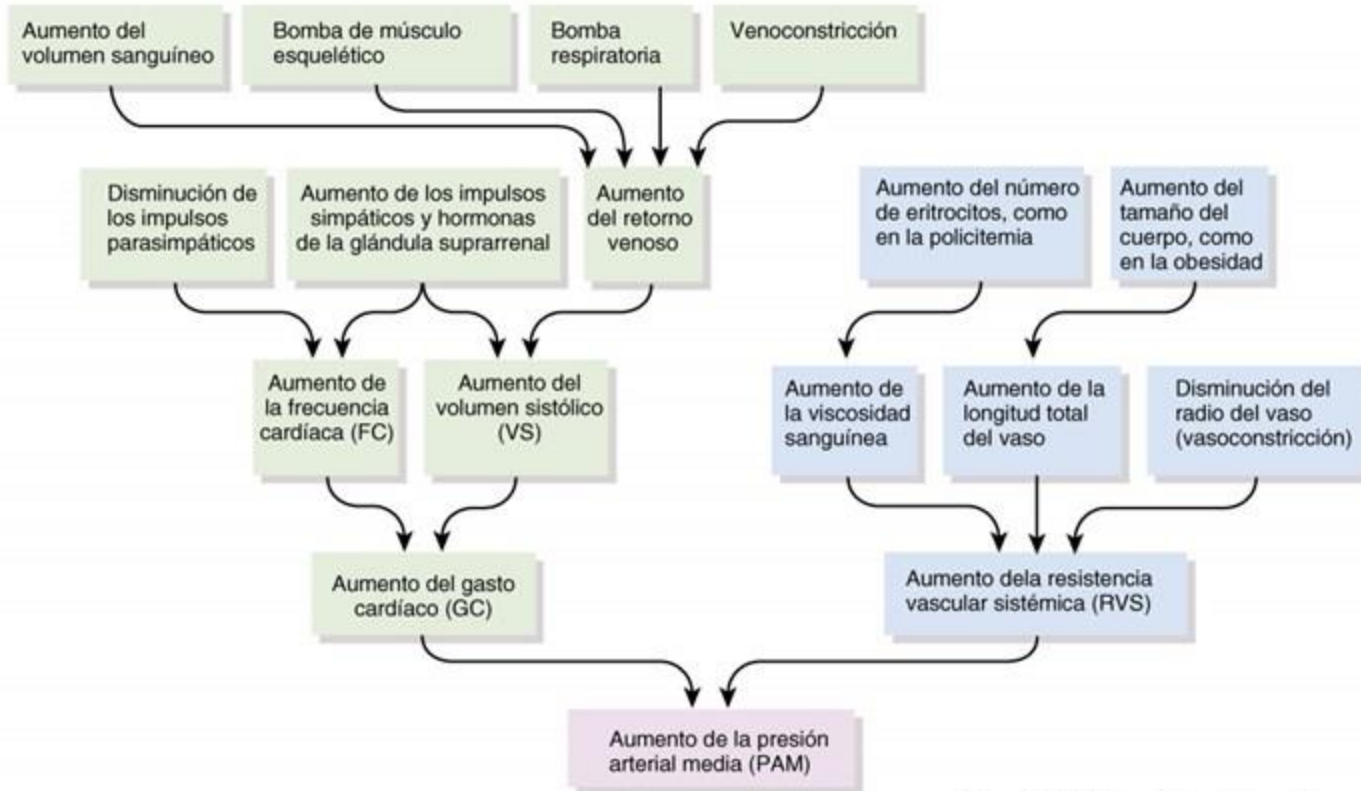 Aumento del
volumen sanguíneo
Bomba de músculo
esquelético
Bomba
respiratoria
Venoconstricción
Disminución de
los impulsos
parasimpáticos
Aumento de los impulsos
simpáticos y hormonas
de la glándula suprarrenal
Aumento
del retorno
venoso
Aumento del número
de eritrocitos, como
en la policitemia
Aumento del
tamaño del
cuerpo, como
en la obesidad
Aumento de
la frecuencia
cardíaca (FC)
Aumento del
volumen sistólico
(VS)
Aumento de
la viscosidad
sanguínea
Aumento de la
longitud total
del vaso
Disminución del
radio del vaso
(vasoconstricción)
Aumento del gasto
cardíaco (GC)
Aumento dela resistencia
vascular sistémica (RVS)
Aumento de la presión
arterial media (PAM)